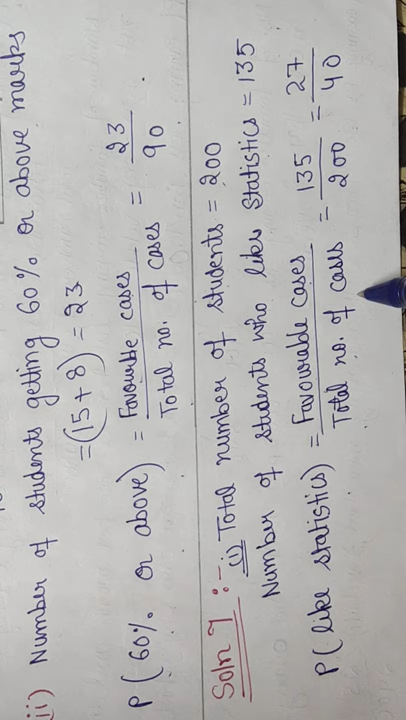 ii) Number of students getting 60% or above marks
= (15 + 8) = 23
P (60% or above) = Favourable cases / Total no. of cases = 23 / 90 .
Soln 7 :- (i) Total number of students = 200
Number of students who like Statistics = 135
P (like statistics) = Favourable cases / Total no. of cases = 135 / 200 = 27 / 40